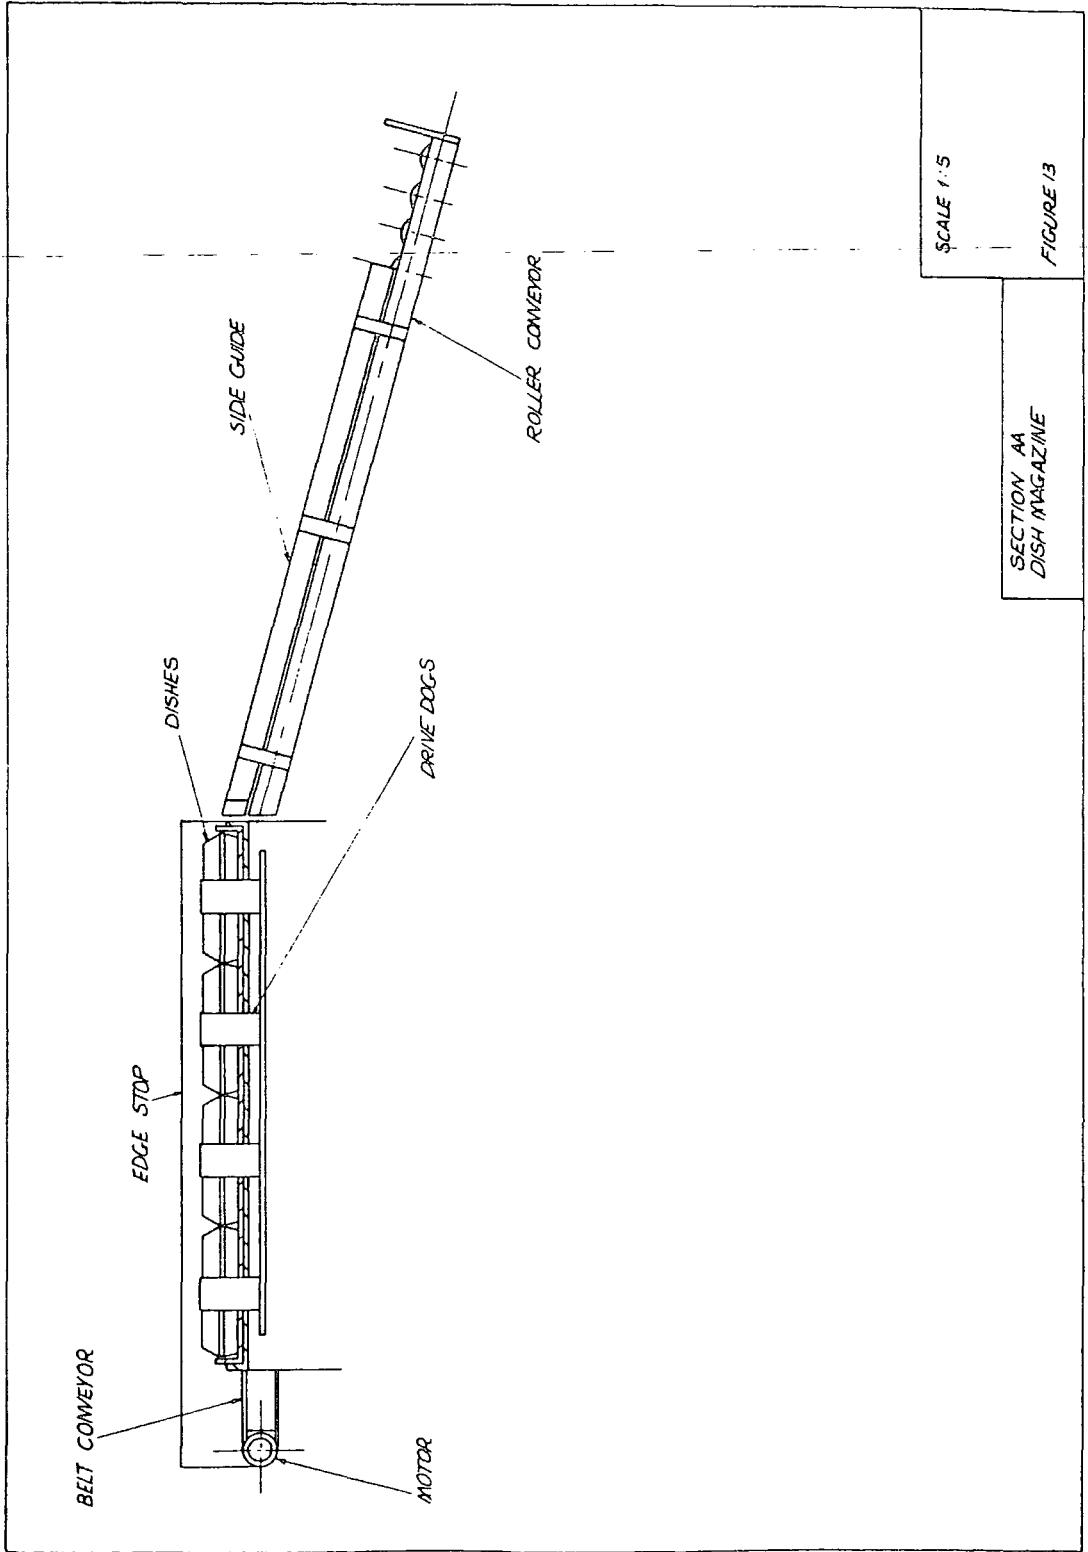 BELT CONVEYOR
EDGE STOP
DISHES
SIDE GUIDE
MOTOR
DRIVE DOGS
ROLLER CONVEYOR
SECTION AA
DISH MAGAZINE
SCALE 1:5
FIGURE 13